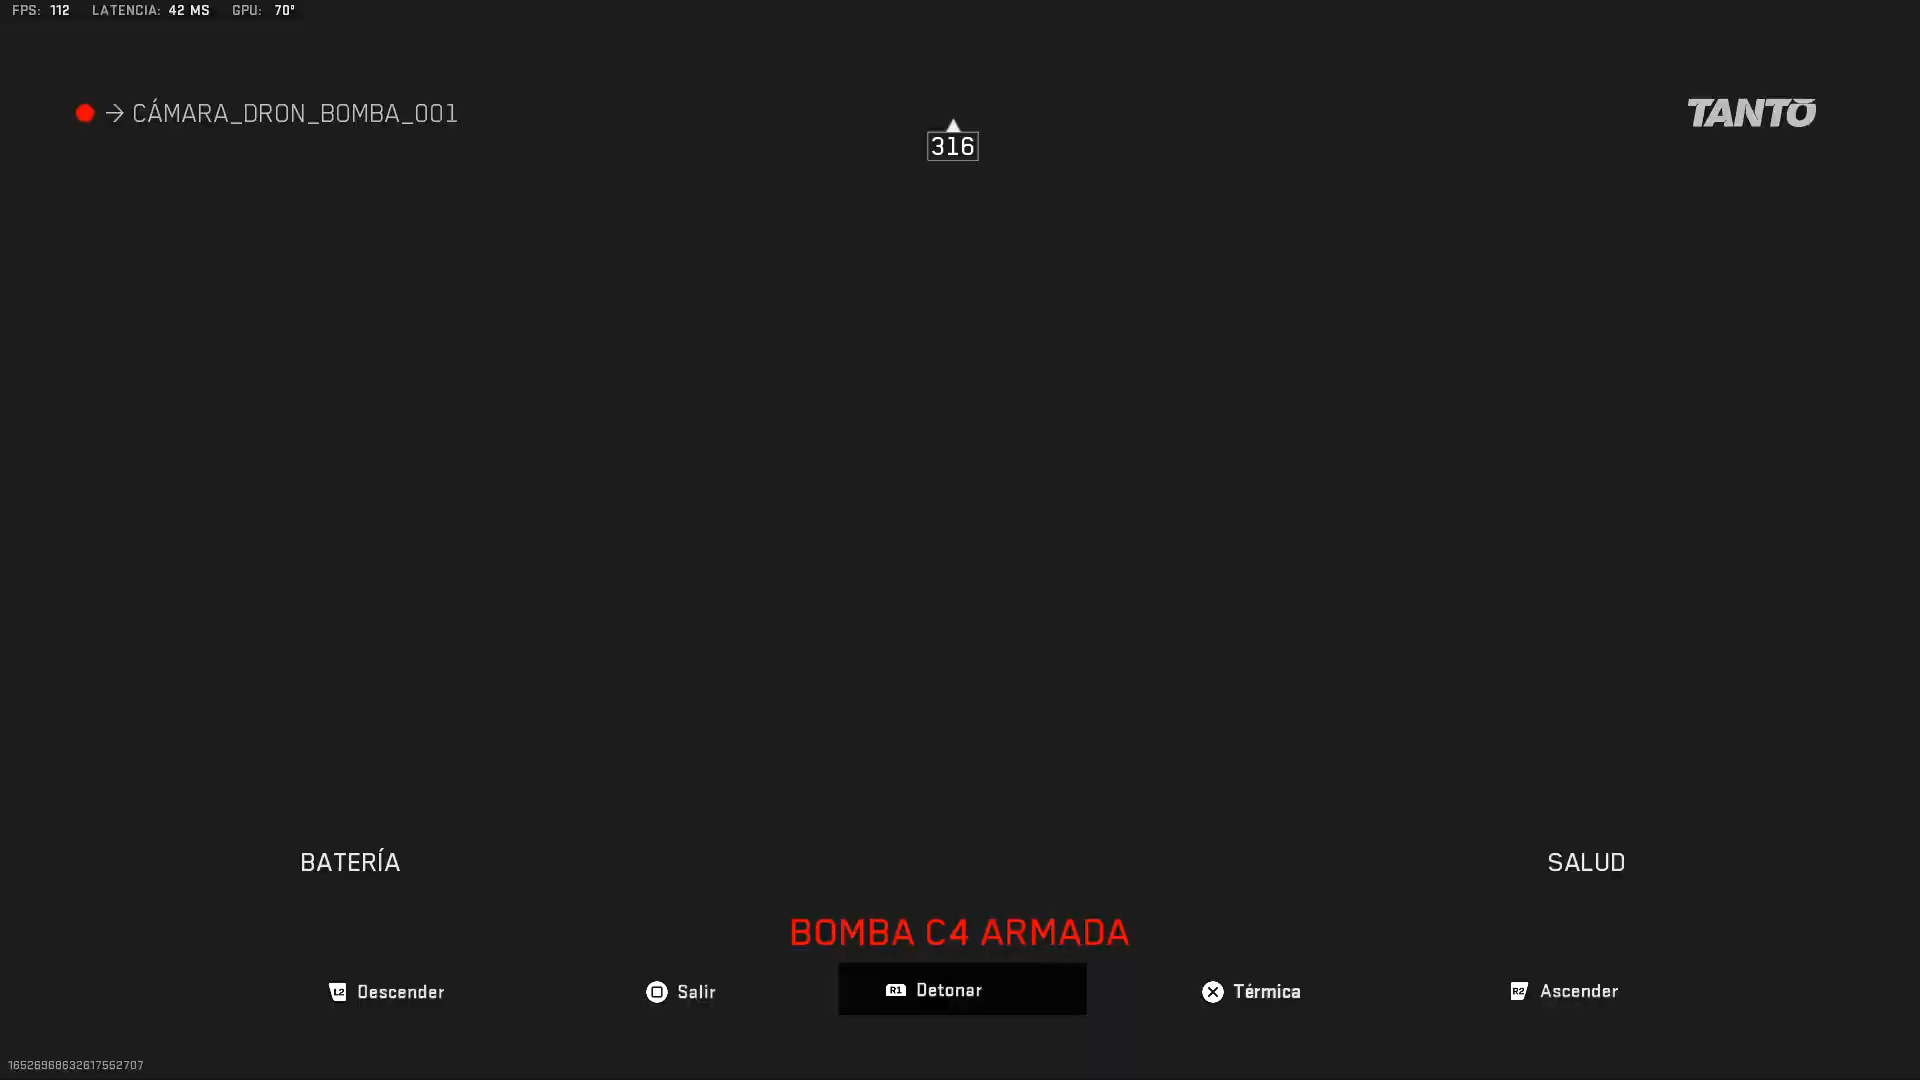 FPS: 112 LATENCIA: 42 MS GPU: 70°
→ CÁMARA_DRON_BOMBA_001
TANTO
316
BATERÍA
SALUD
BOMBA C4 ARMADA
L2 Descender
Salir
R1 Detonar
Térmica
R2 Ascender
16526968632617552707